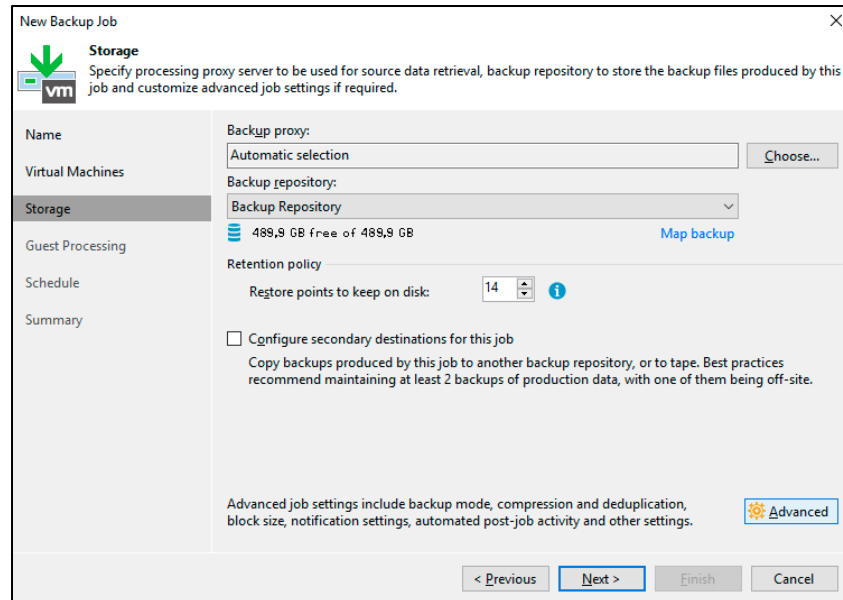 New Backup Job
Storage
Specify processing proxy server to be used for source data retrieval, backup repository to store the backup files produced by this
job and customize advanced job settings if required.
vm
Name
Virtual Machines
Storage
Guest Processing
Schedule
Summary
Backup proxy:
Automatic selection
Choose...
Backup repository:
Backup Repository
489,9 GB free of 489,9 GB
Map backup
Retention policy
Restore points to keep on disk:
14
i
Configure secondary destinations for this job
Copy backups produced by this job to another backup repository, or to tape. Best practices
recommend maintaining at least 2 backups of production data, with one of them being off-site.
Advanced job settings include backup mode, compression and deduplication,
block size, notification settings, automated post-job activity and other settings.
Advanced
< Previous
Next >
Finish
Cancel